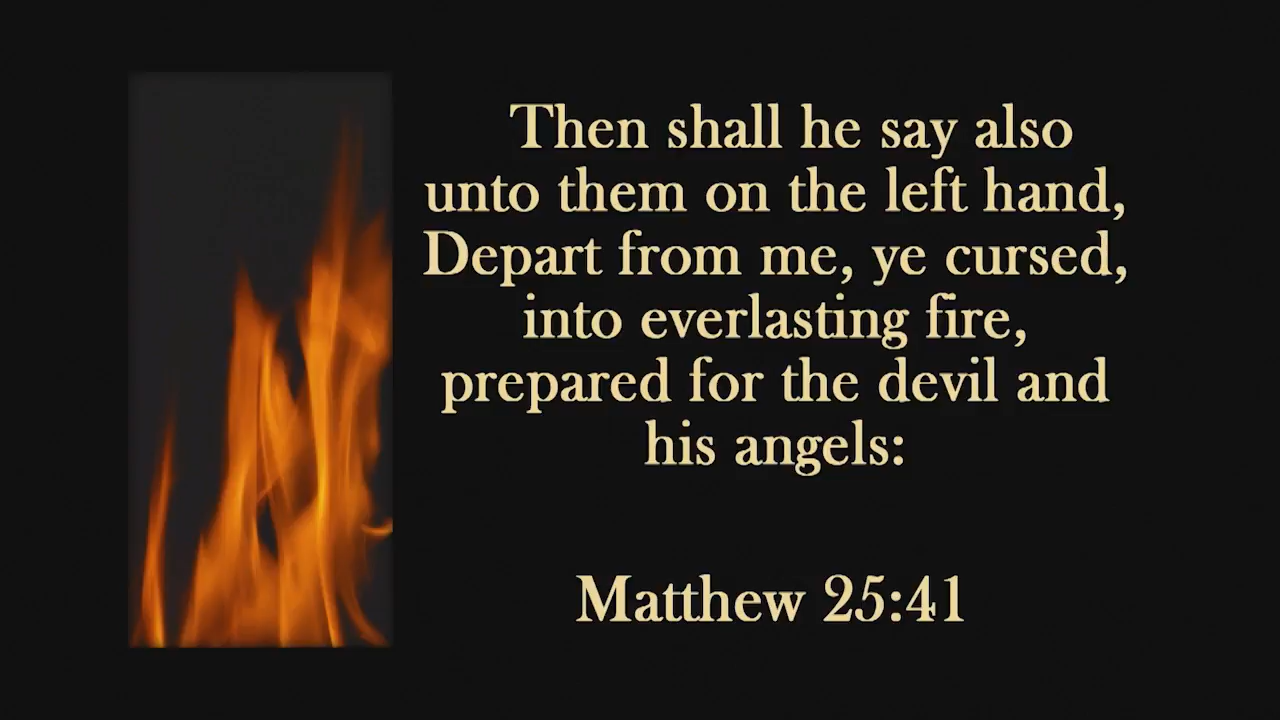 Then shall he say also
unto them on the left hand,
Depart from me, ye cursed,
into everlasting fire,
prepared for the devil and
his angels:
Matthew 25:41